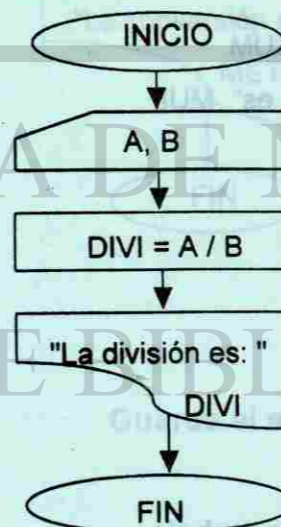 INICIO
A, B
DIVI = A / B
"La división es: "
DIVI
FIN